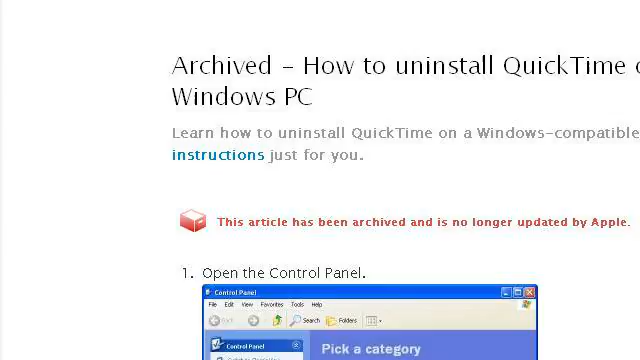 Archived – How to uninstall QuickTime
Windows PC
Learn how to uninstall QuickTime on a Windows-compatible
instructions just for you.
This article has been archived and is no longer updated by Apple.
1. Open the Control Panel.
Control Panel
File Edit View Favorites Tools Help
Back Search Folders
Control Panel
Pick a category